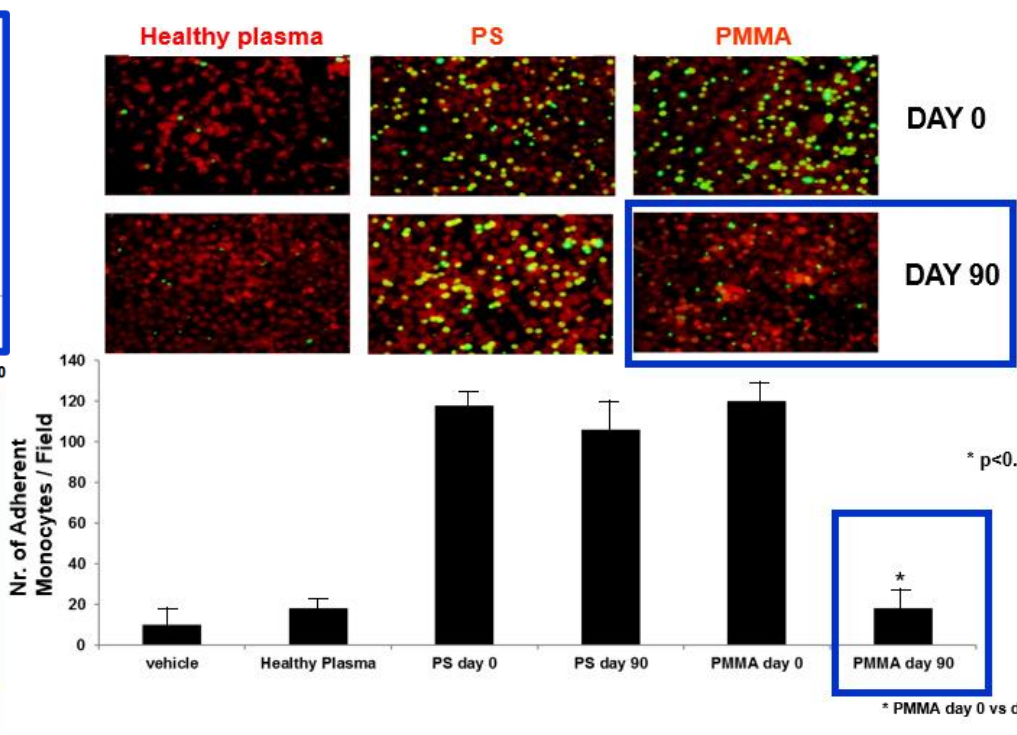 Healthy plasma PS PMMA
DAY 0
DAY 90
0
140
120
100
80
60
40
20
0
Nr. of Adherent
Monocytes / Field
* p<0.
*
vehicle Healthy Plasma PS day 0 PS day 90 PMMA day 0 PMMA day 90
* PMMA day 0 vs d